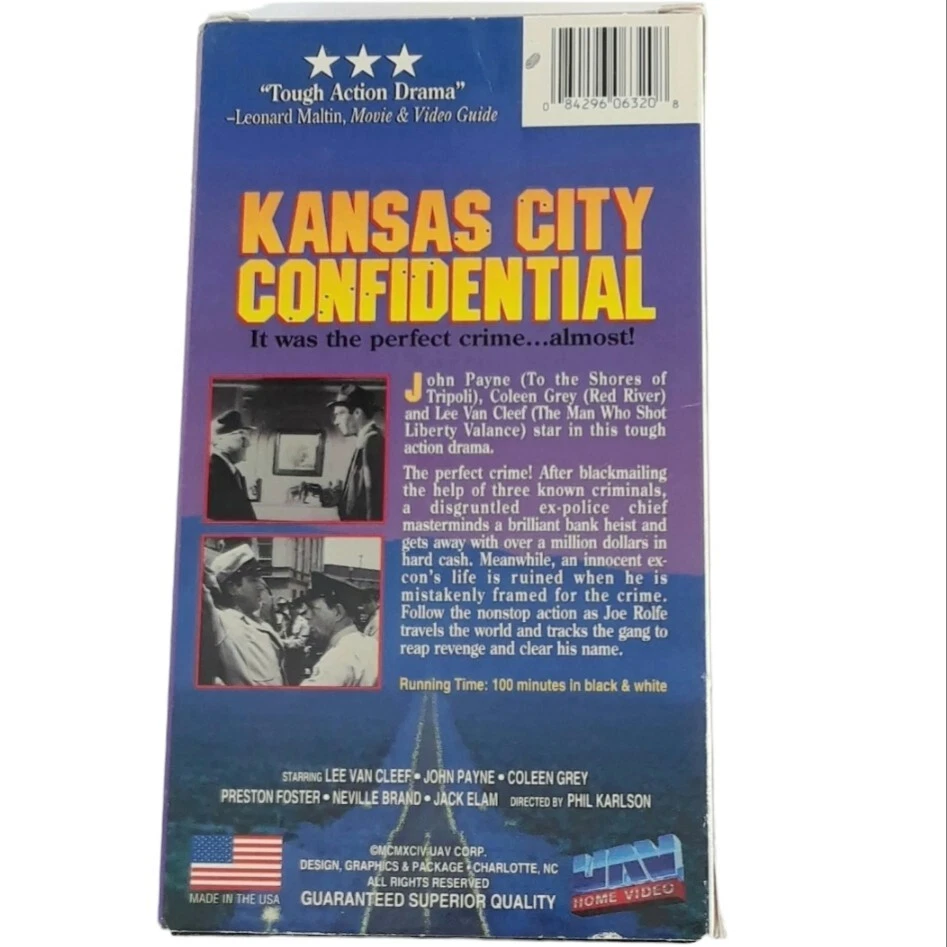 ★★★
“Tough Action Drama”
–Leonard Maltin, Movie & Video Guide
0 84296 06320 8
KANSAS CITY
CONFIDENTIAL
It was the perfect crime...almost!
John Payne (To the Shores of
Tripoli), Coleen Grey (Red River)
and Lee Van Cleef (The Man Who Shot
Liberty Valance) star in this tough
action drama.
The perfect crime! After blackmailing
the help of three known criminals,
a disgruntled ex-police chief
masterminds a brilliant bank heist and
gets away with over a million dollars in
hard cash. Meanwhile, an innocent ex-
con's life is ruined when he is
mistakenly framed for the crime.
Follow the nonstop action as Joe Rolfe
travels the world and tracks the gang to
reap revenge and clear his name.
Running Time: 100 minutes in black & white
STARRING LEE VAN CLEEF • JOHN PAYNE • COLEEN GREY
PRESTON FOSTER • NEVILLE BRAND • JACK ELAM DIRECTED BY PHIL KARLSON
©MCMXCIV UAV CORP.
DESIGN, GRAPHICS & PACKAGE • CHARLOTTE, NC
ALL RIGHTS RESERVED
GUARANTEED SUPERIOR QUALITY
MADE IN THE USA
UAV
HOME VIDEO